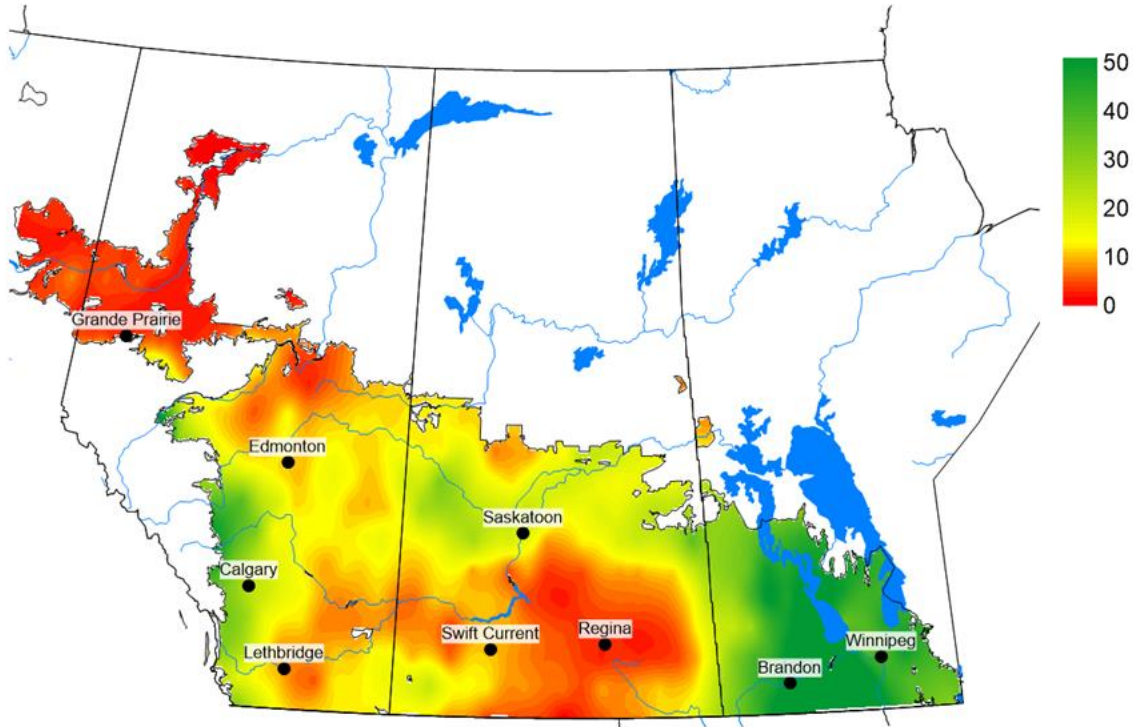 50
40
30
20
10
0
Grande Prairie
Edmonton
Saskatoon
Calgary
Swift Current
Regina
Lethbridge
Winnipeg
Brandon